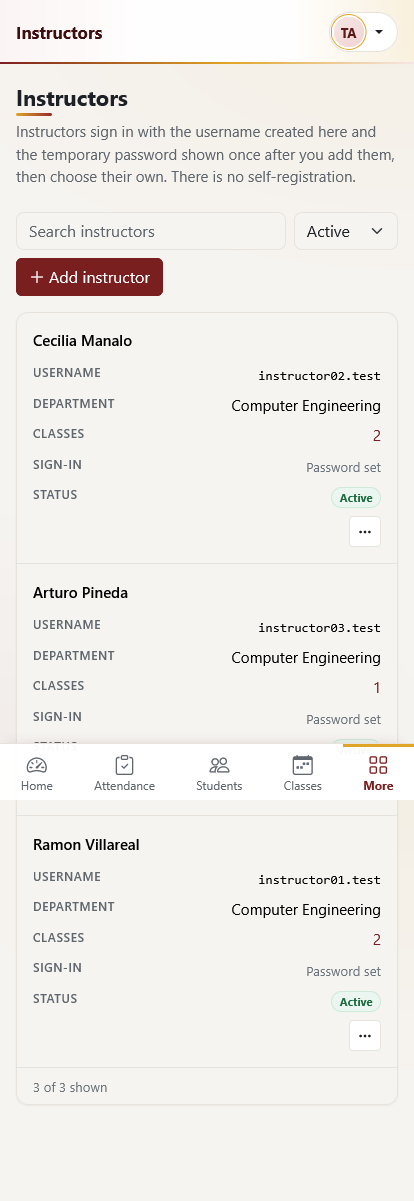 Instructors
TA
Instructors
Instructors sign in with the username created here and
the temporary password shown once after you add them,
then choose their own. There is no self-registration.
Search instructors
Active
+ Add instructor
Cecilia Manalo
USERNAME instructor02.test
DEPARTMENT Computer Engineering
CLASSES 2
SIGN-IN Password set
STATUS Active
Arturo Pineda
USERNAME instructor03.test
DEPARTMENT Computer Engineering
CLASSES 1
SIGN-IN Password set
Home Attendance Students Classes More
Ramon Villareal
USERNAME instructor01.test
DEPARTMENT Computer Engineering
CLASSES 2
SIGN-IN Password set
STATUS Active
3 of 3 shown